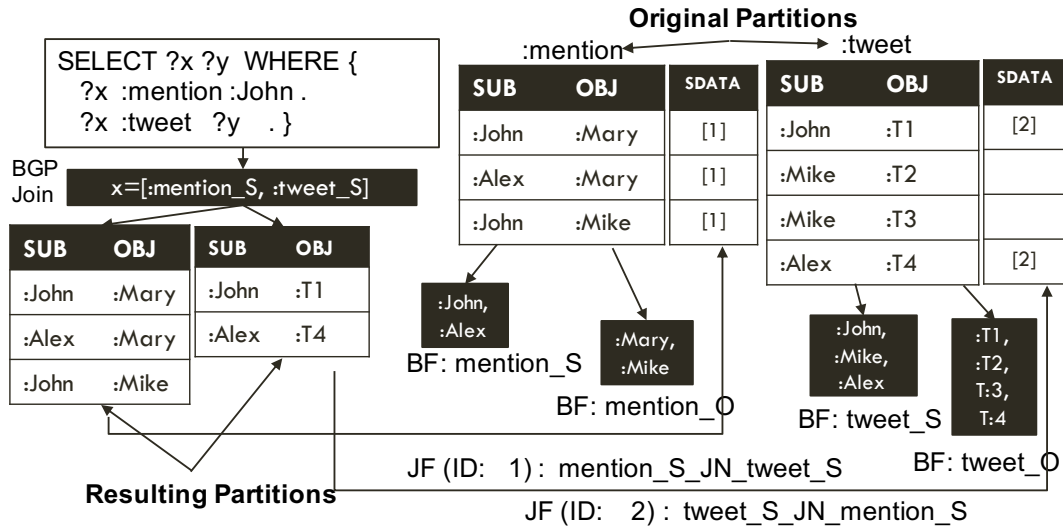 Original Partitions
:mention
:tweet
SELECT ?x ?y WHERE {
?x :mention :John .
?x :tweet ?y . }
BGP
Join
x=[:mention_S, :tweet_S]
SUB OBJ
:John :Mary
:Alex :Mary
:John :Mike
SUB OBJ
:John :T1
:Alex :T4
Resulting Partitions
SUB OBJ SDATA
:John :Mary [1]
:Alex :Mary [1]
:John :Mike [1]
SUB OBJ SDATA
:John :T1 [2]
:Mike :T2
:Mike :T3
:Alex :T4 [2]
:John,
:Alex
BF: mention_S
:Mary,
:Mike
BF: mention_O
:John,
:Mike,
:Alex
BF: tweet_S
:T1,
:T2,
T:3,
T:4
BF: tweet_O
JF (ID: 1) : mention_S_JN_tweet_S
JF (ID: 2) : tweet_S_JN_mention_S